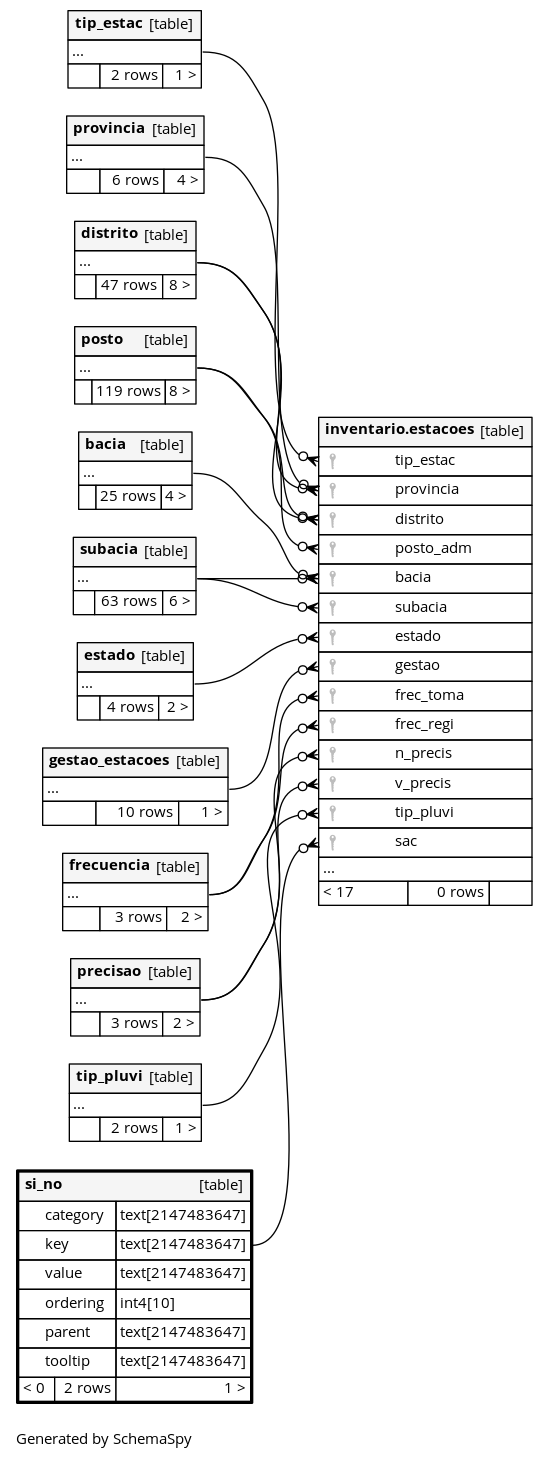 tip_estac [table]
...
2 rows 1 >
provincia [table]
...
6 rows 4 >
distrito [table]
...
47 rows 8 >
posto [table]
...
119 rows 8 >
bacia [table]
...
25 rows 4 >
subacia [table]
...
63 rows 6 >
estado [table]
...
4 rows 2 >
gestao_estacoes [table]
...
10 rows 1 >
frecuencia [table]
...
3 rows 2 >
precisao [table]
...
3 rows 2 >
tip_pluvi [table]
...
2 rows 1 >
si_no [table]
category text[2147483647]
key text[2147483647]
value text[2147483647]
ordering int4[10]
parent text[2147483647]
tooltip text[2147483647]
< 0 2 rows 1 >
inventario.estacoes [table]
tip_estac
provincia
distrito
posto_adm
bacia
subacia
estado
gestao
frec_toma
frec_regi
n_precis
v_precis
tip_pluvi
sac
...
< 17 0 rows
Generated by SchemaSpy